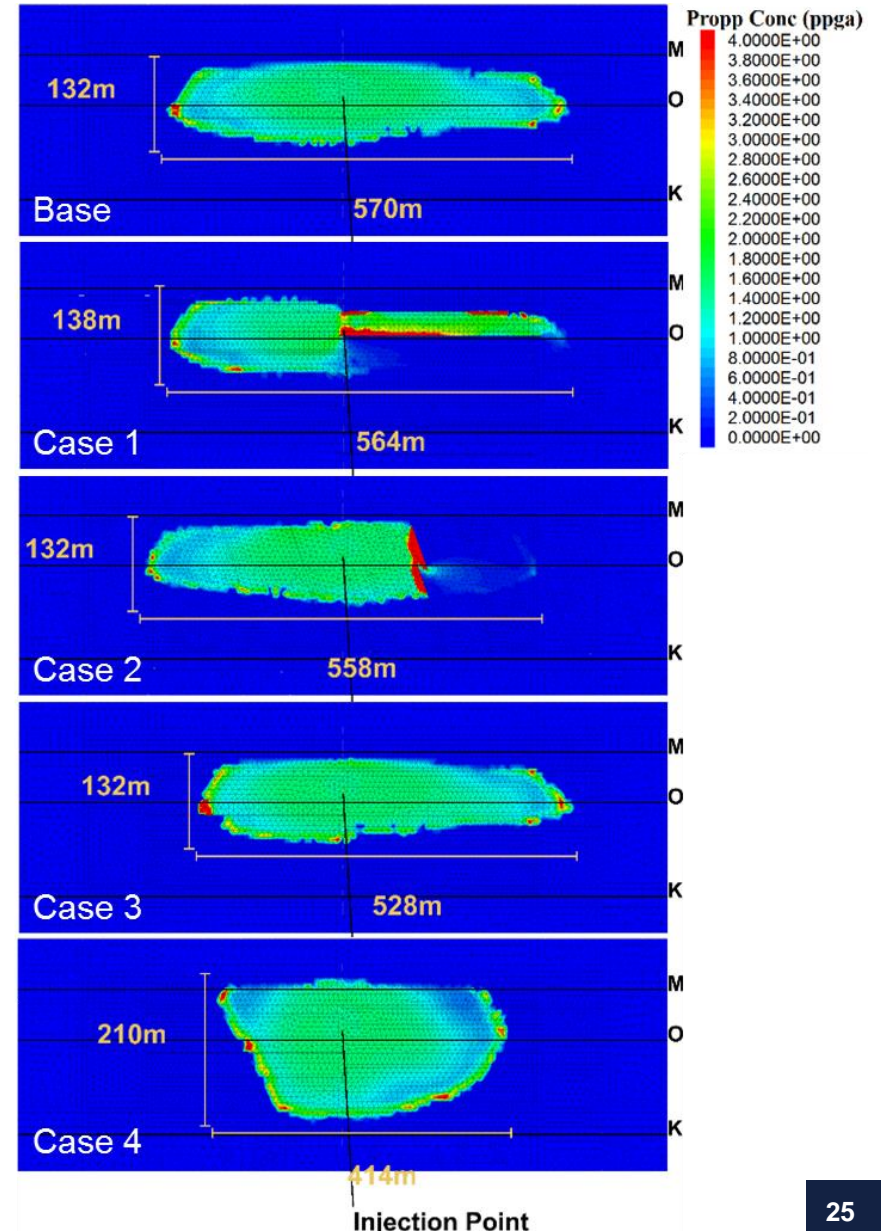 Propp Conc (ppga)
4.0000E+00
3.8000E+00
3.6000E+00
3.4000E+00
3.2000E+00
3.0000E+00
2.8000E+00
2.6000E+00
2.4000E+00
2.2000E+00
2.0000E+00
1.8000E+00
1.6000E+00
1.4000E+00
1.2000E+00
1.0000E+00
8.0000E-01
6.0000E-01
4.0000E-01
2.0000E-01
0.0000E+00
M
132m
O
K
Base
570m
M
138m
O
K
Case 1
564m
M
132m
O
K
Case 2
558m
M
132m
O
K
Case 3
528m
M
210m
O
K
Case 4
414m
Injection Point
25